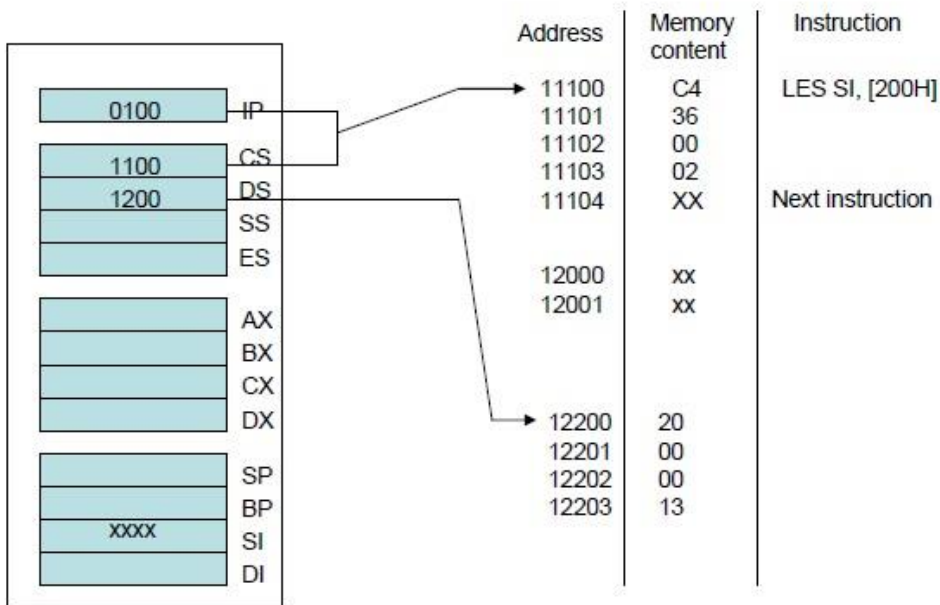 0100 IP
1100 CS
1200 DS
SS
ES
AX
BX
CX
DX
SP
BP
xxxx SI
DI
Address Memory content Instruction
11100 C4 LES SI, [200H]
11101 36
11102 00
11103 02
11104 XX Next instruction
12000 xx
12001 xx
12200 20
12201 00
12202 00
12203 13